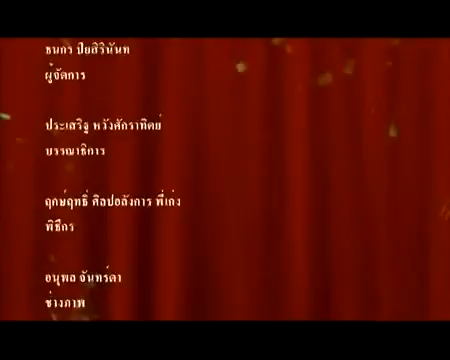 ธนกร ปิยสิรินันท
ผู้จัดการ
ประเสริฐ หวังศักราทิตย์
บรรณาธิการ
ฤกษ์ฤทธิ์ ศิลปอลังการ พี่เก่ง
พิธีกร
อนุพล จันทร์ตา
ช่างภาพ